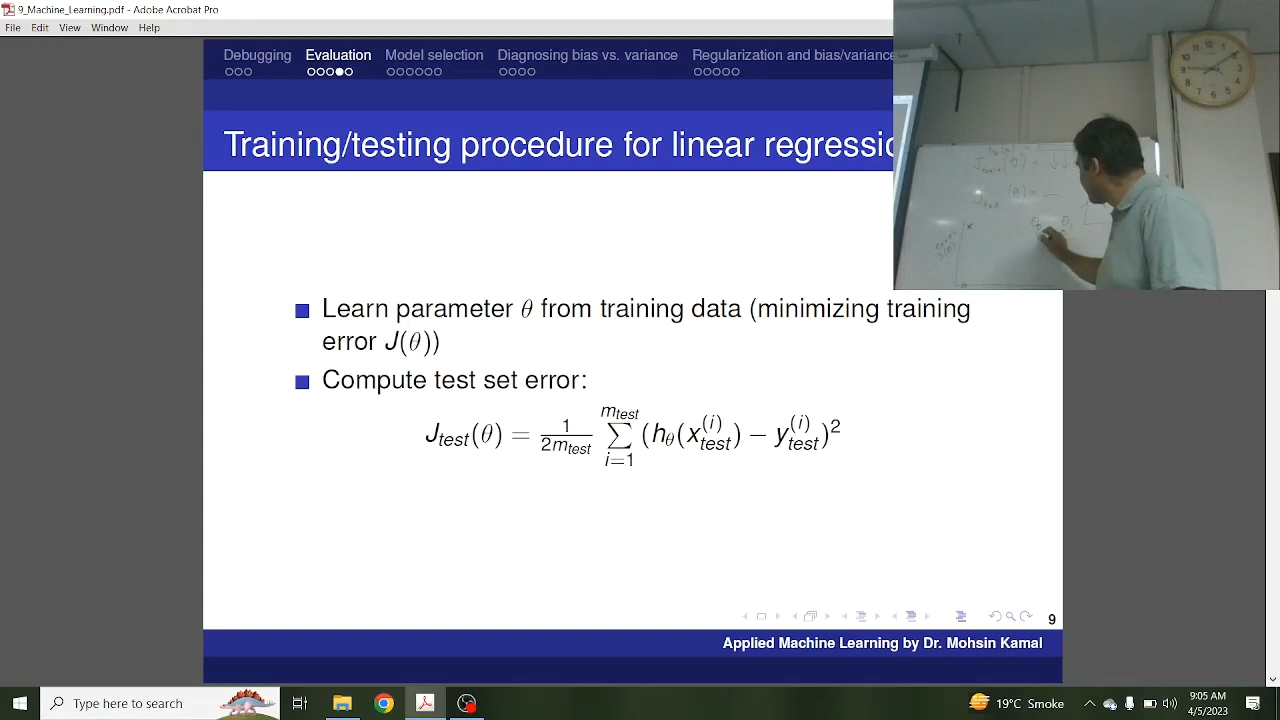 9_Machine_Learning.pdf - Adobe Acrobat Pro
File Edit View Window Help
Debugging Evaluation Model selection Diagnosing bias vs. variance Regularization and bias/variance
Training/testing procedure for linear regressio
Learn parameter θ from training data (minimizing training
error J(θ))
Compute test set error:
J_test(θ) = 1/(2m_test) ∑_{i=1}^{m_test} (h_θ(x_test^(i)) − y_test^(i))²
9
Applied Machine Learning by Dr. Mohsin Kamal
Type here to search
19°C Smoke
9:05 AM
4/5/2023